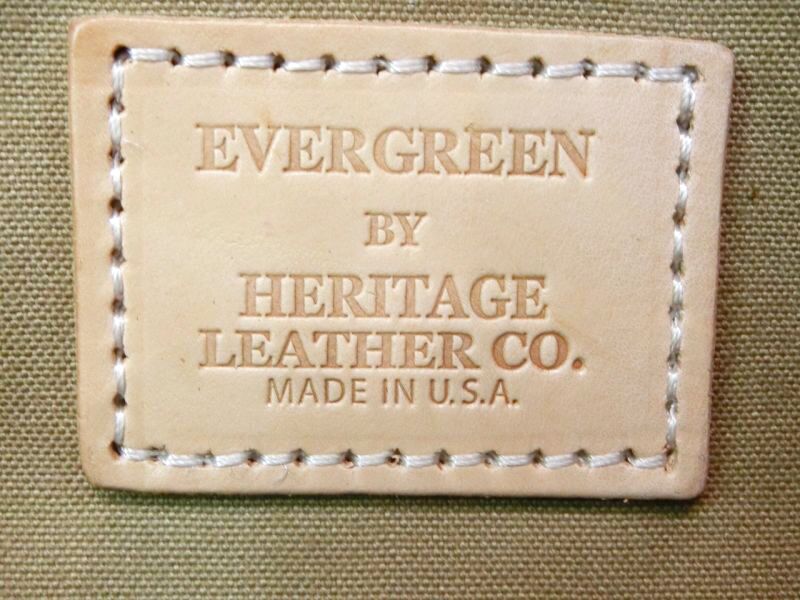 EVERGREEN
BY
HERITAGE
LEATHER CO.
MADE IN U.S.A.